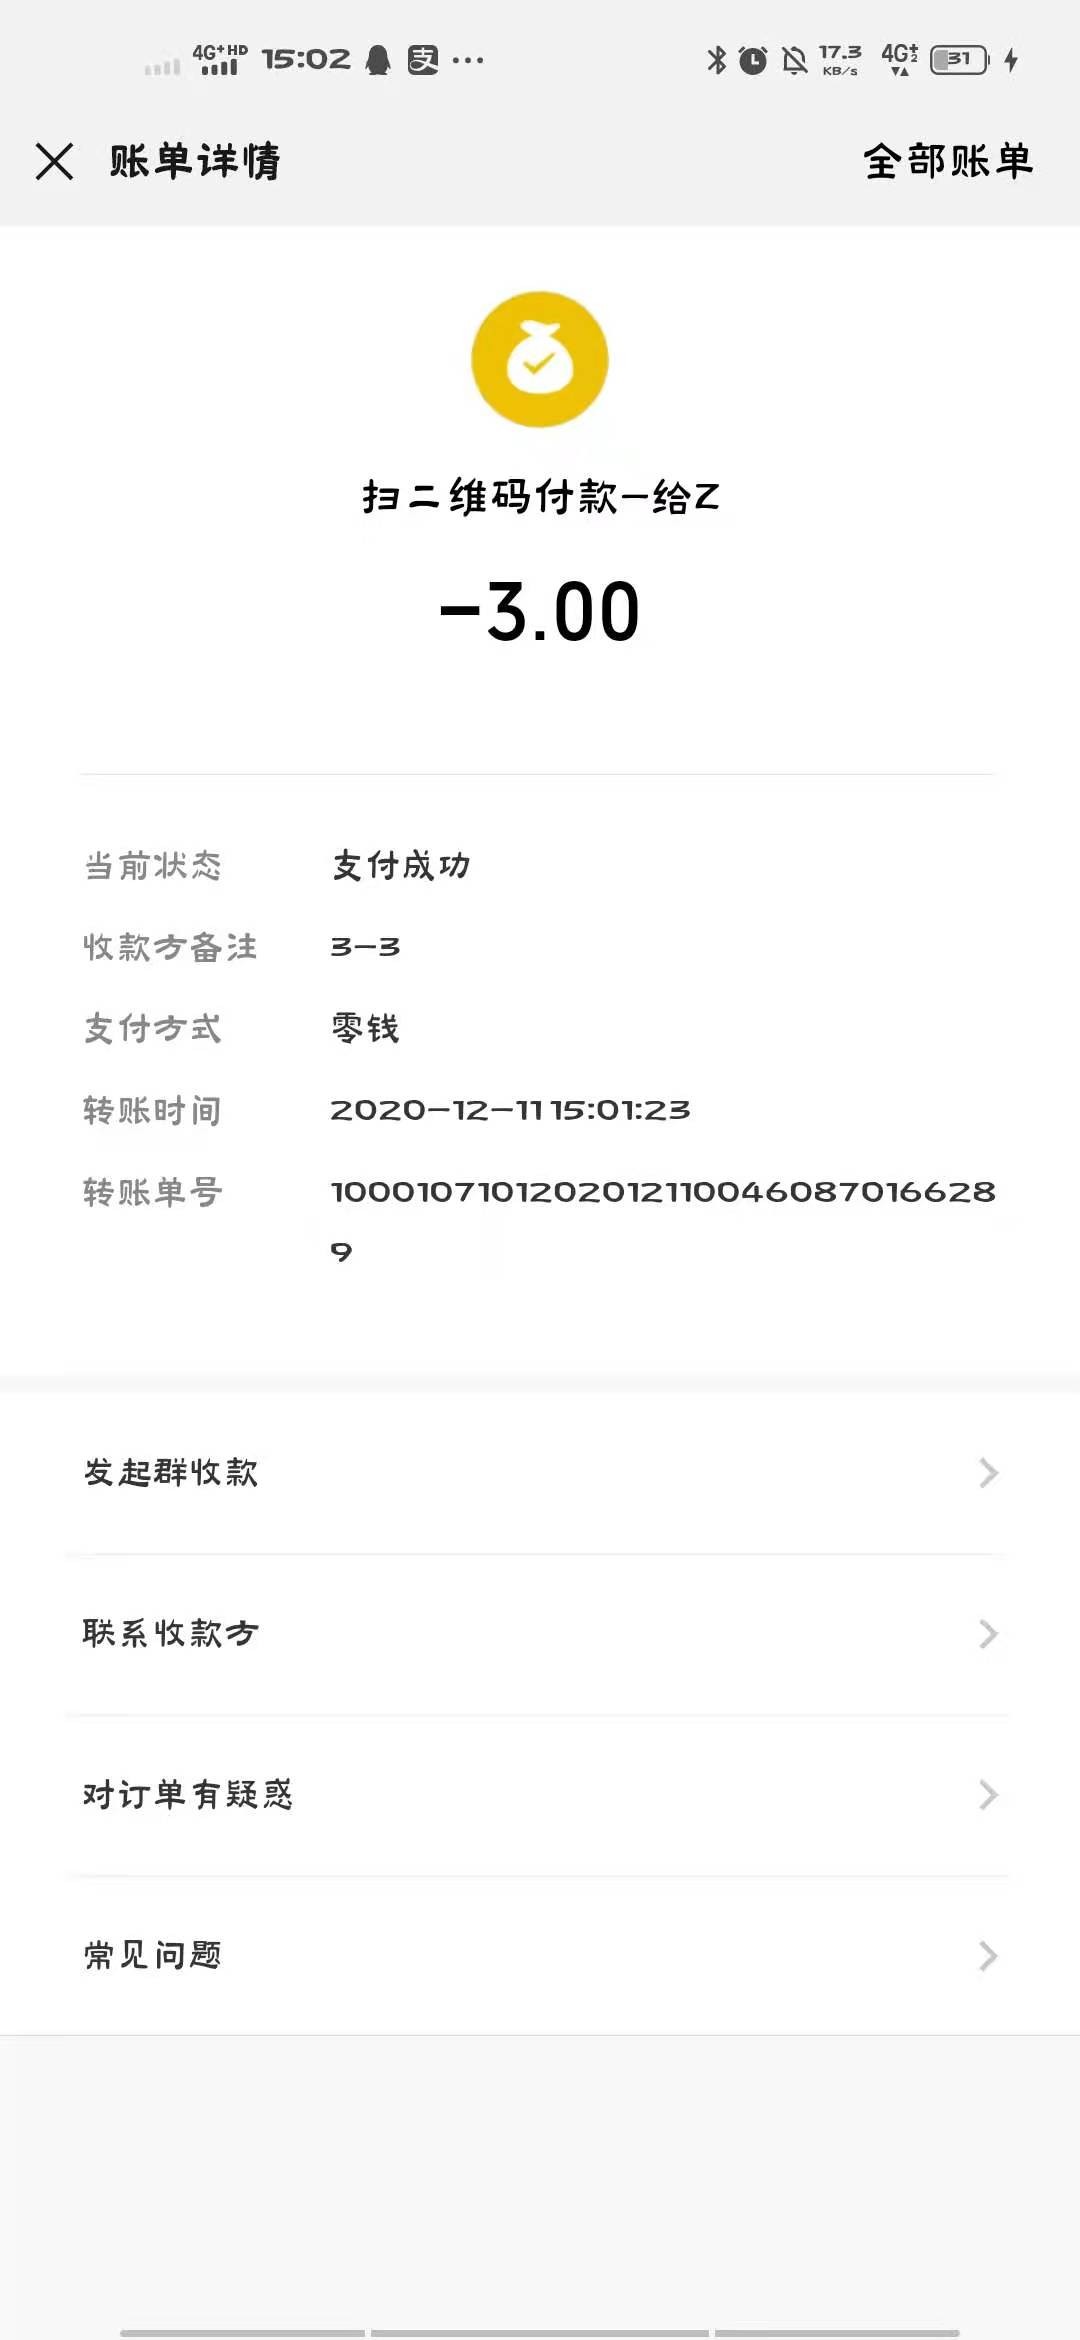 4G+HD 15:02 支 ... 17.3 KB/s 4G+2 31
账单详情 全部账单
扫二维码付款-给Z
-3.00
当前状态 支付成功
收款方备注 3-3
支付方式 零钱
转账时间 2020-12-11 15:01:23
转账单号 1000107101202012110046087016628
9
发起群收款
联系收款方
对订单有疑惑
常见问题